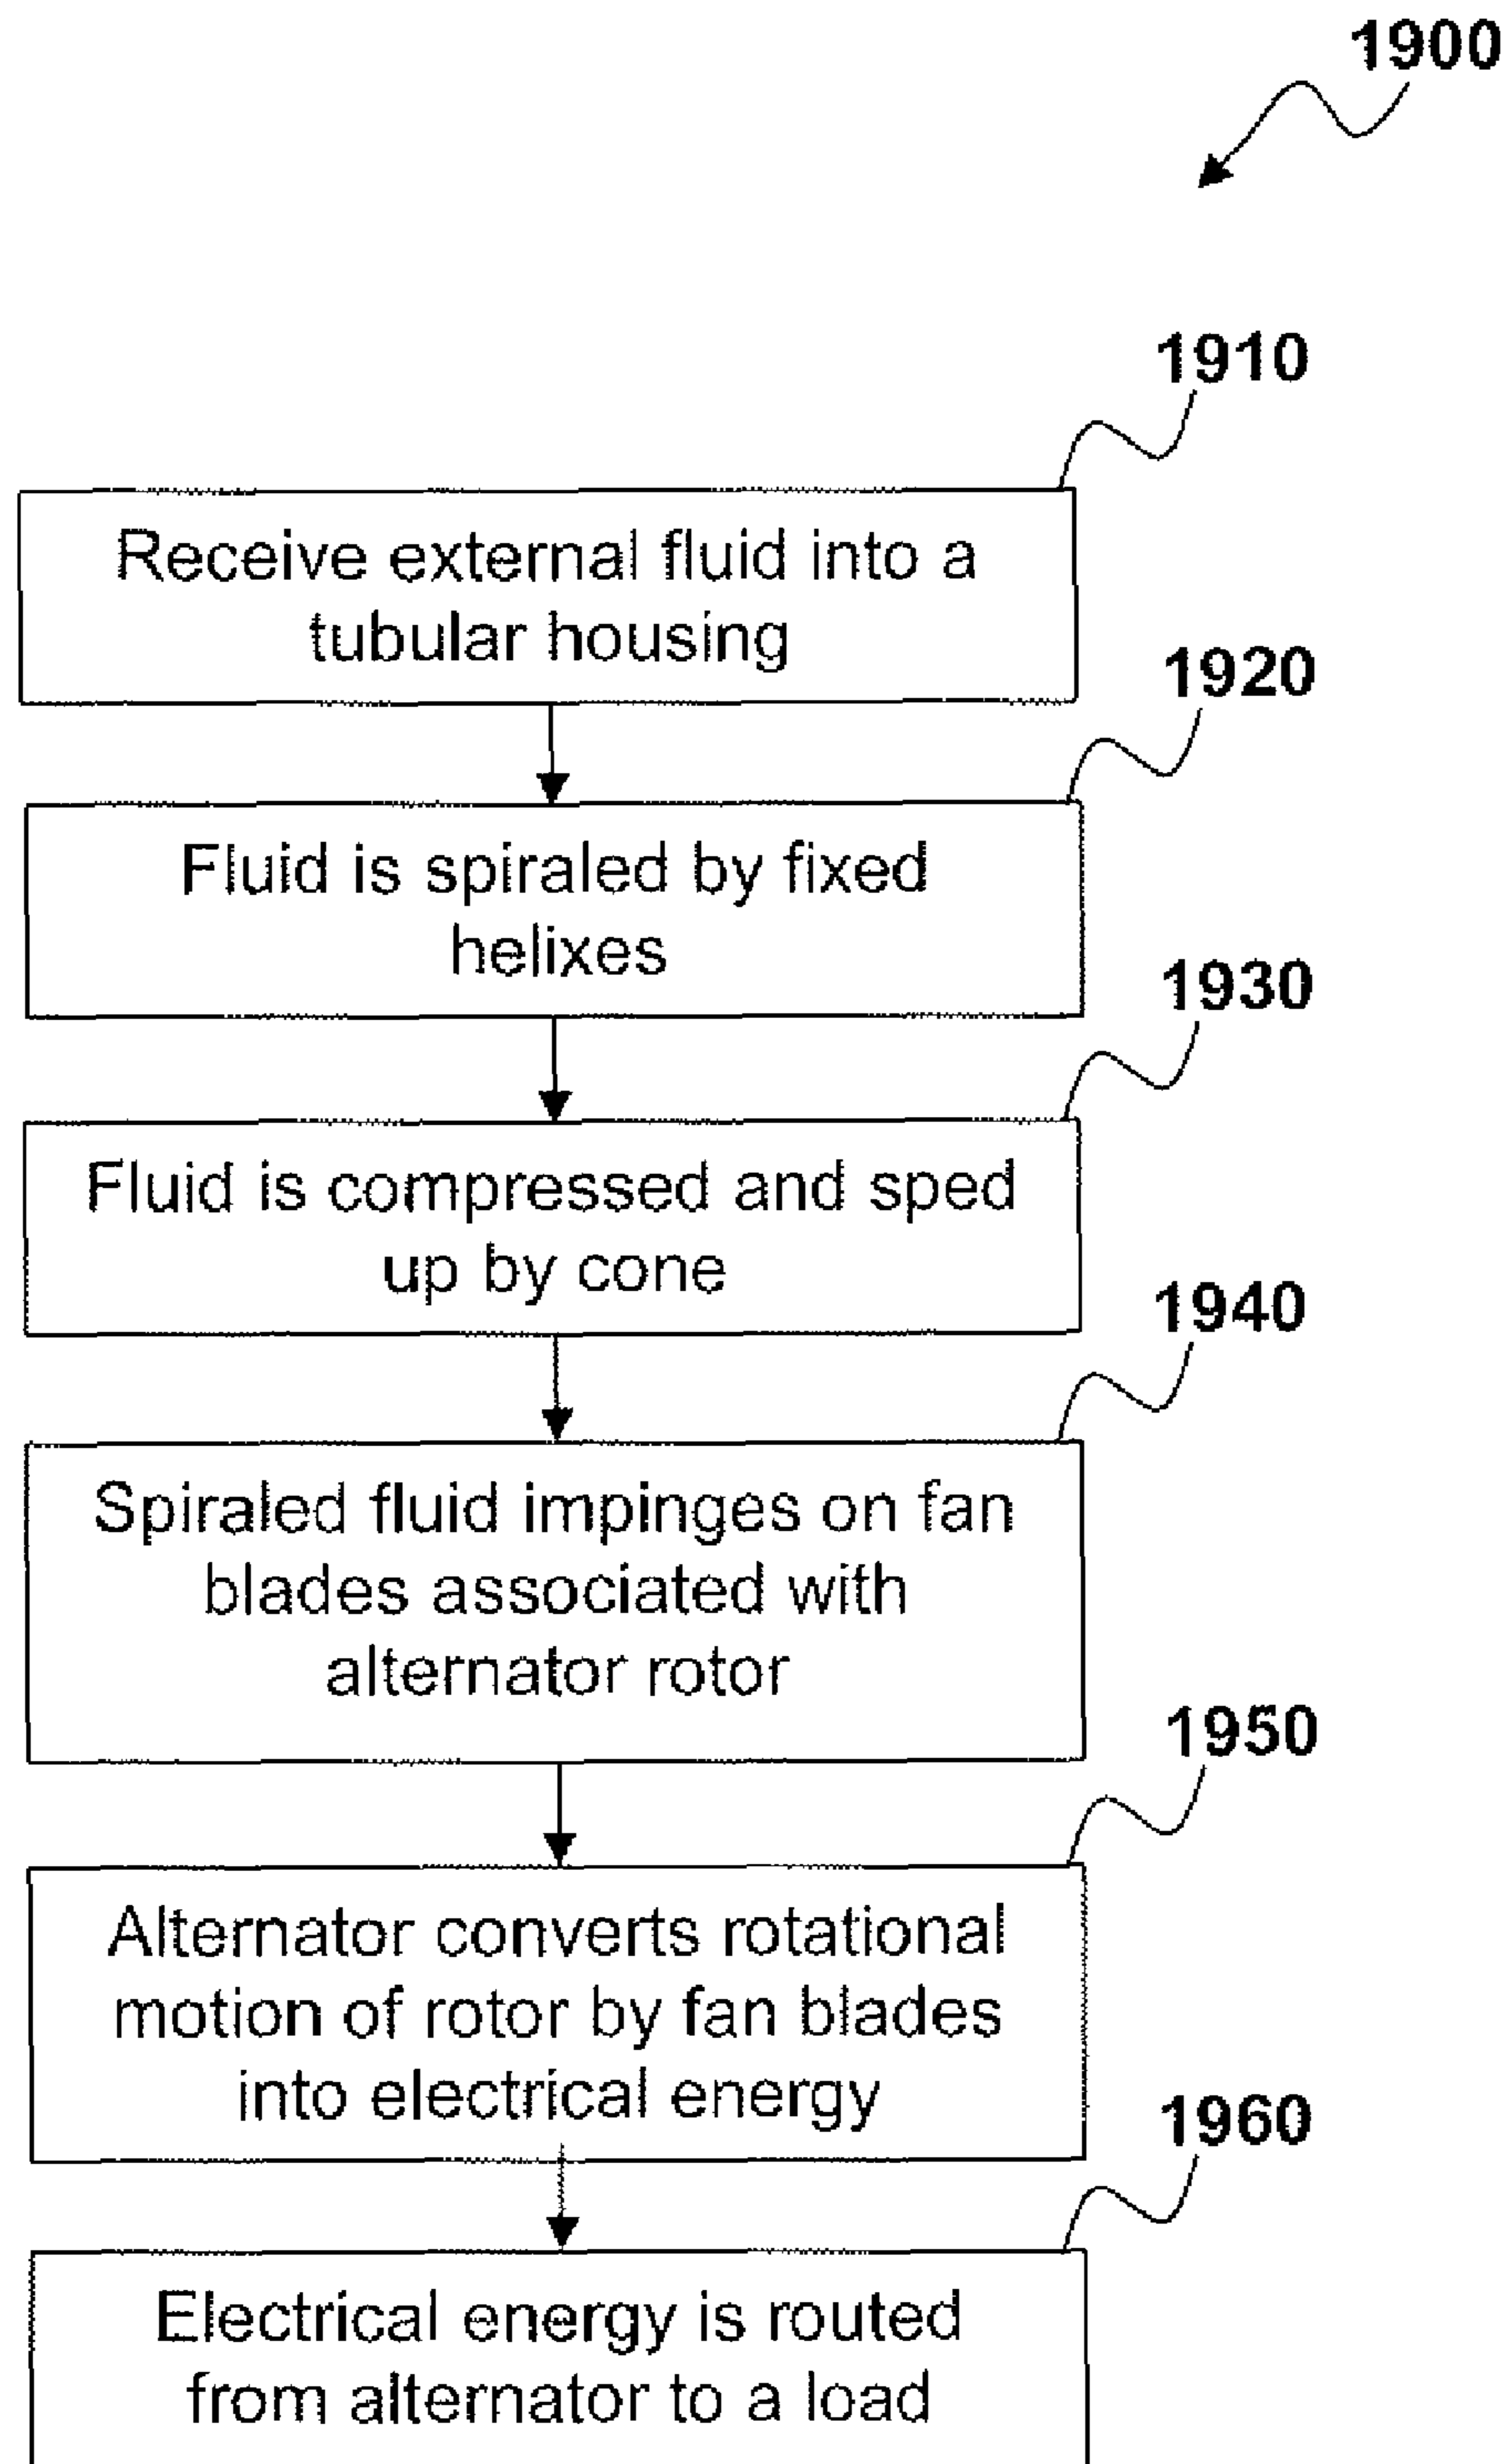 1900
1910
Receive external fluid into a
tubular housing
1920
Fluid is spiraled by fixed
helixes
1930
Fluid is compressed and sped
up by cone
1940
Spiraled fluid impinges on fan
blades associated with
alternator rotor
1950
Alternator converts rotational
motion of rotor by fan blades
into electrical energy
1960
Electrical energy is routed
from alternator to a load